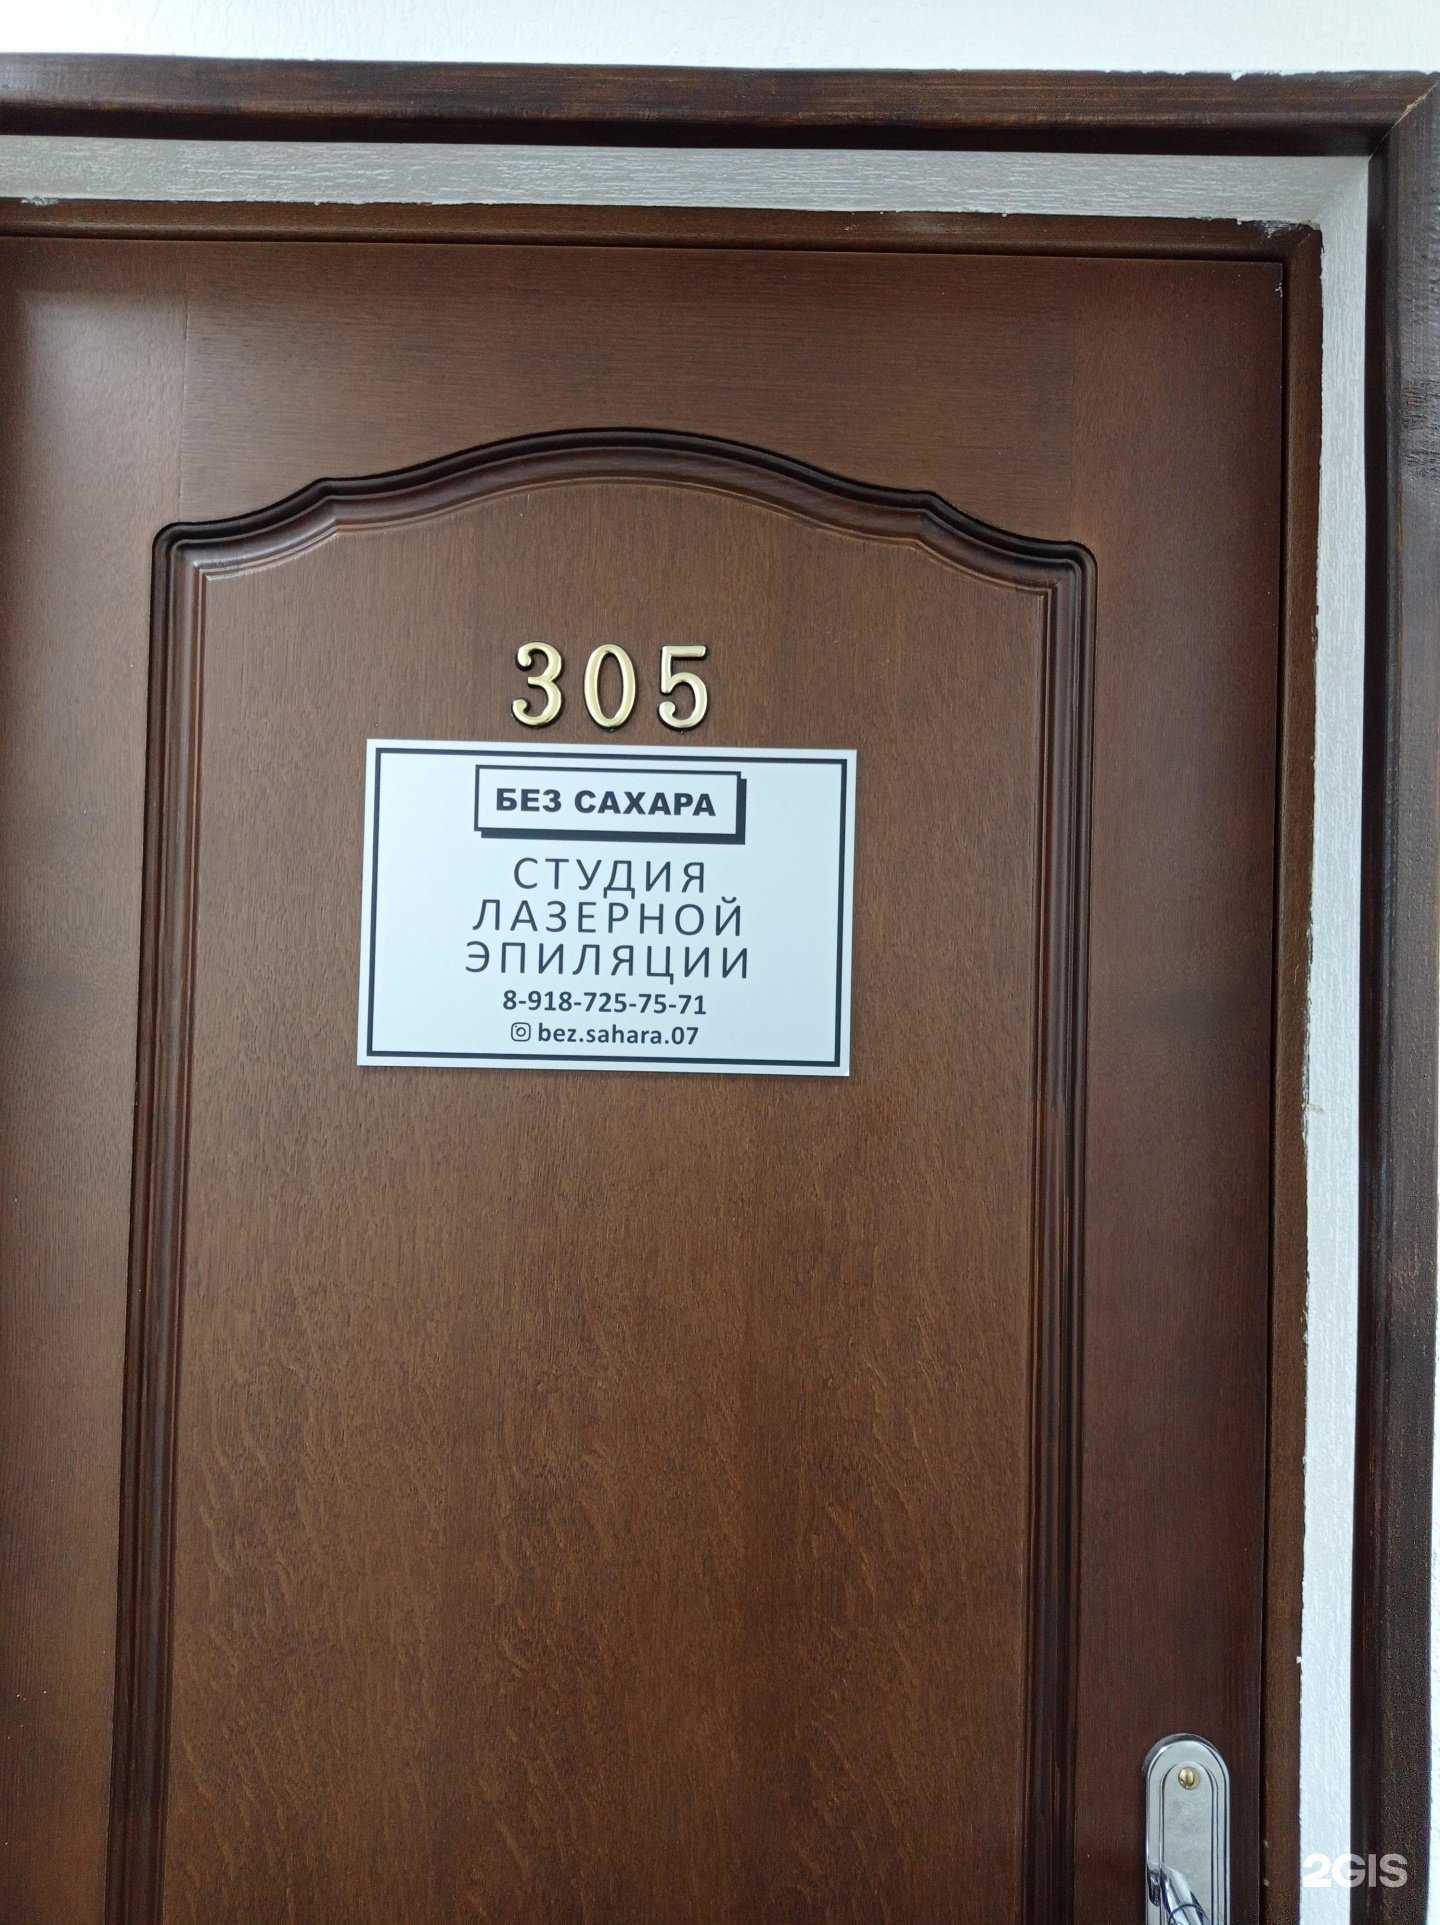 305
БЕЗ САХАРА
СТУДИЯ
ЛАЗЕРНОЙ
ЭПИЛЯЦИИ
8-918-725-75-71
bez.sahara.07
2GIS